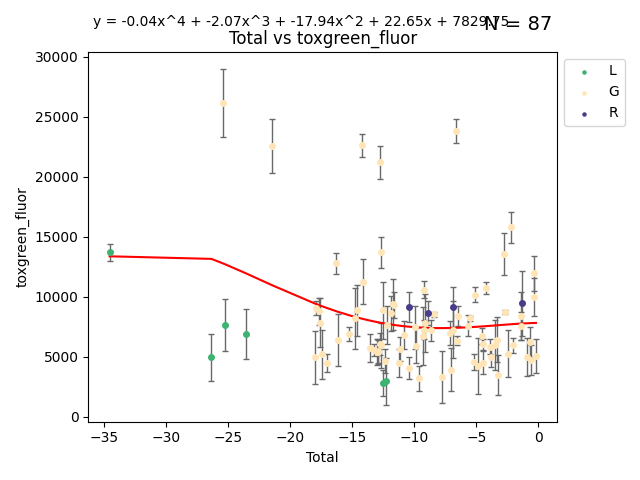 y = -0.04x^4 + -2.07x^3 + -17.94x^2 + 22.65x + 7829.75
N = 87
Total vs toxgreen_fluor
30000
25000
20000
15000
10000
5000
0
toxgreen_fluor
−35
−30
−25
−20
−15
−10
−5
0
Total
L
G
R